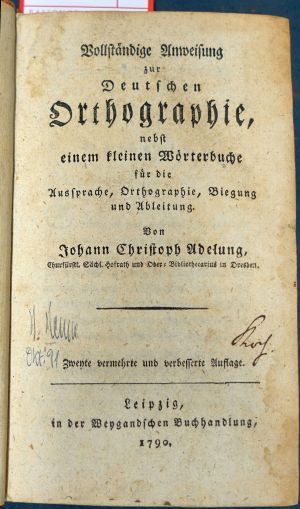 Vollständige Anweisung
zur
Deutschen
Orthographie,
nebst
einem kleinen Wörterbuche
für die
Aussprache, Orthographie, Biegung
und Ableitung.
Von
Johann Christoph Adelung,
Churfürstl. Sächs. Hofrath und Ober-Bibliothecarius in Dresden.
Koch.
Zweyte vermehrte und verbesserte Auflage.
Leipzig,
in der Weygandschen Buchhandlung,
1790.